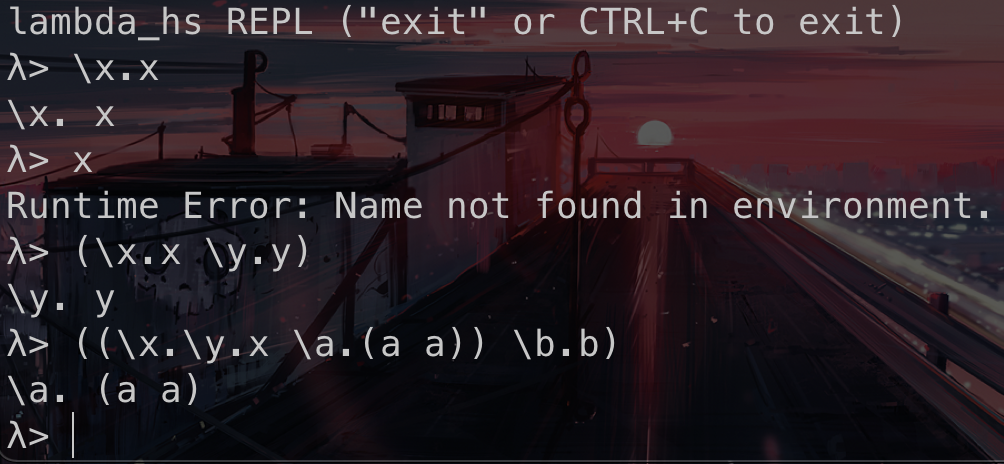 lambda_hs REPL ("exit" or CTRL+C to exit)
λ> \x.x
\x. x
λ> x
Runtime Error: Name not found in environment.
λ> (\x.x \y.y)
\y. y
λ> ((\x.\y.x \a.(a a)) \b.b)
\a. (a a)
λ>